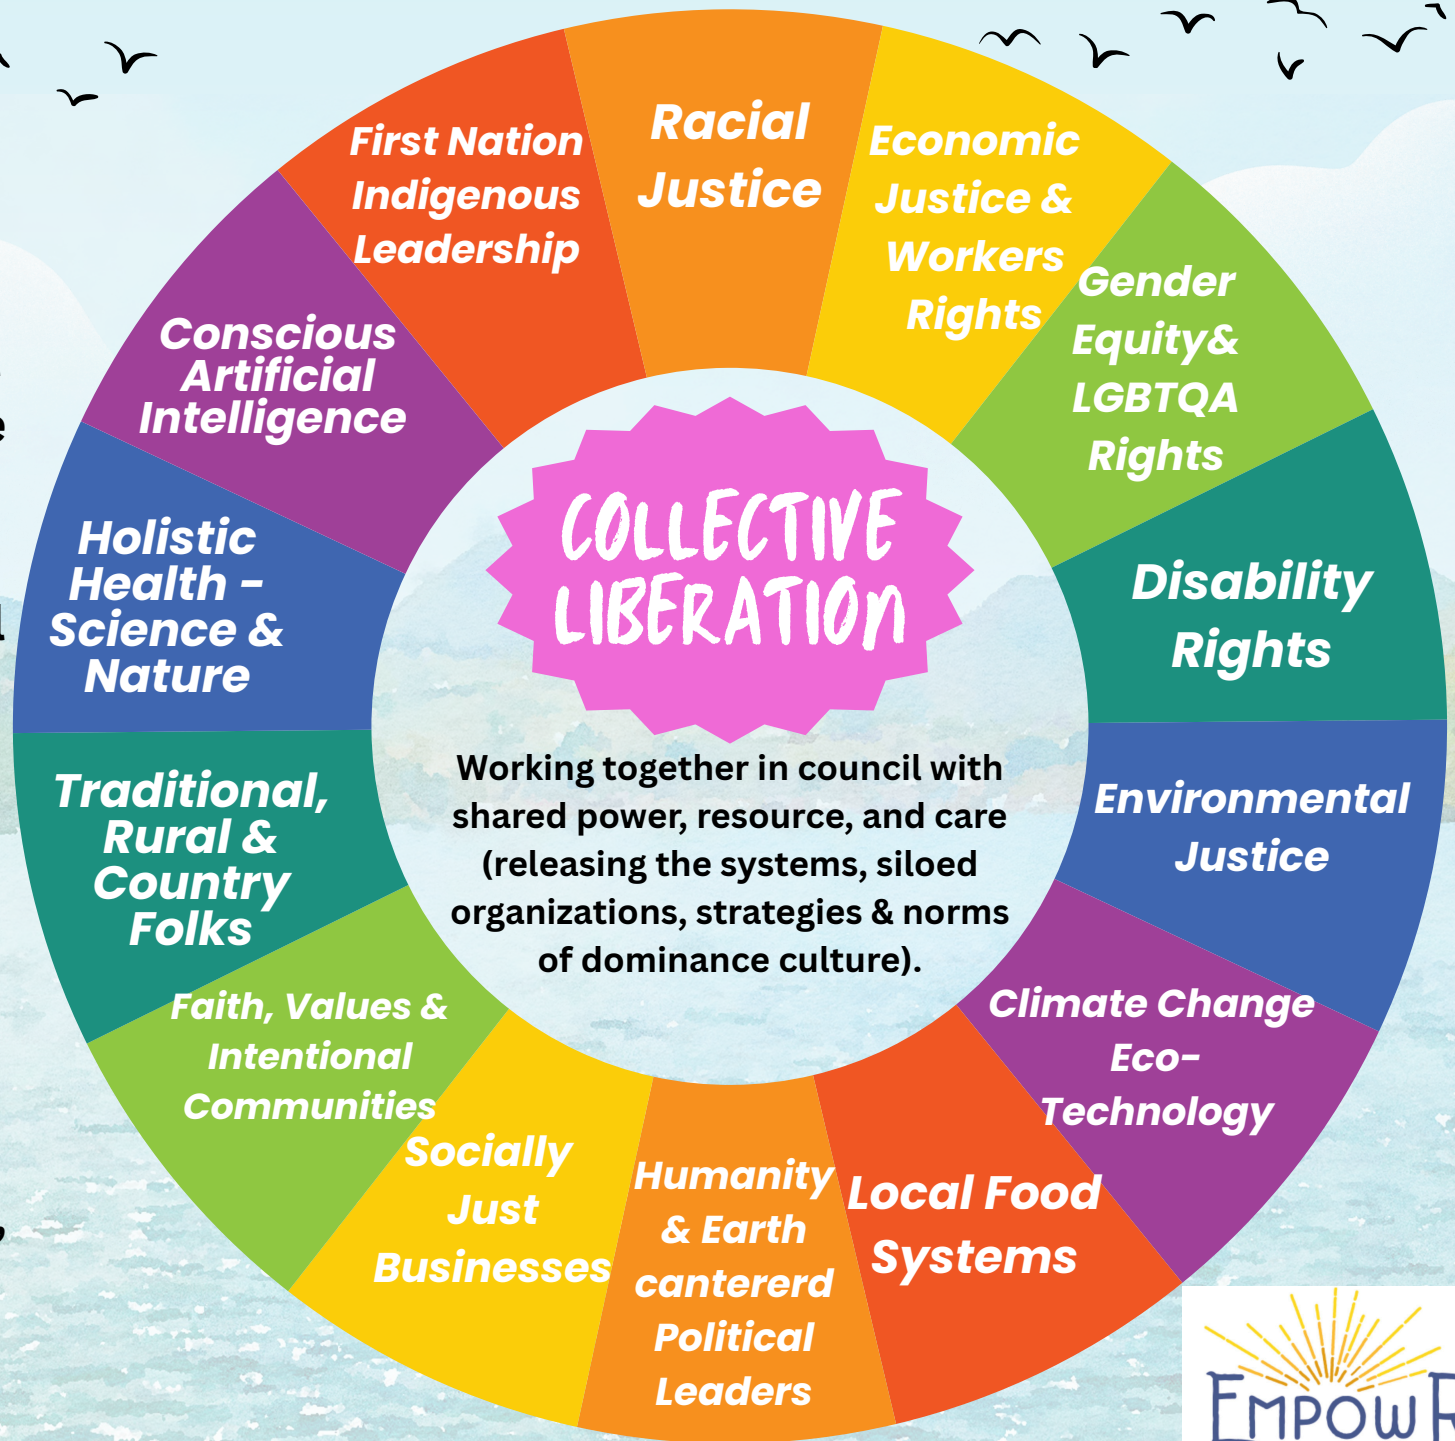 Racial
Justice
Economic
Justice &
Workers
Rights
Gender
Equity&
LGBTQA
Rights
Disability
Rights
Environmental
Justice
Climate Change
Eco-
Technology
Local Food
Systems
Humanity
& Earth
cantererd
Political
Leaders
Socially
Just
Businesses
Faith, Values &
Intentional
Communities
Traditional,
Rural &
Country
Folks
Holistic
Health -
Science &
Nature
Conscious
Artificial
Intelligence
First Nation
Indigenous
Leadership
COLLECTIVE
LIBERATION
Working together in council with
shared power, resource, and care
(releasing the systems, siloed
organizations, strategies & norms
of dominance culture).
EMPOWR